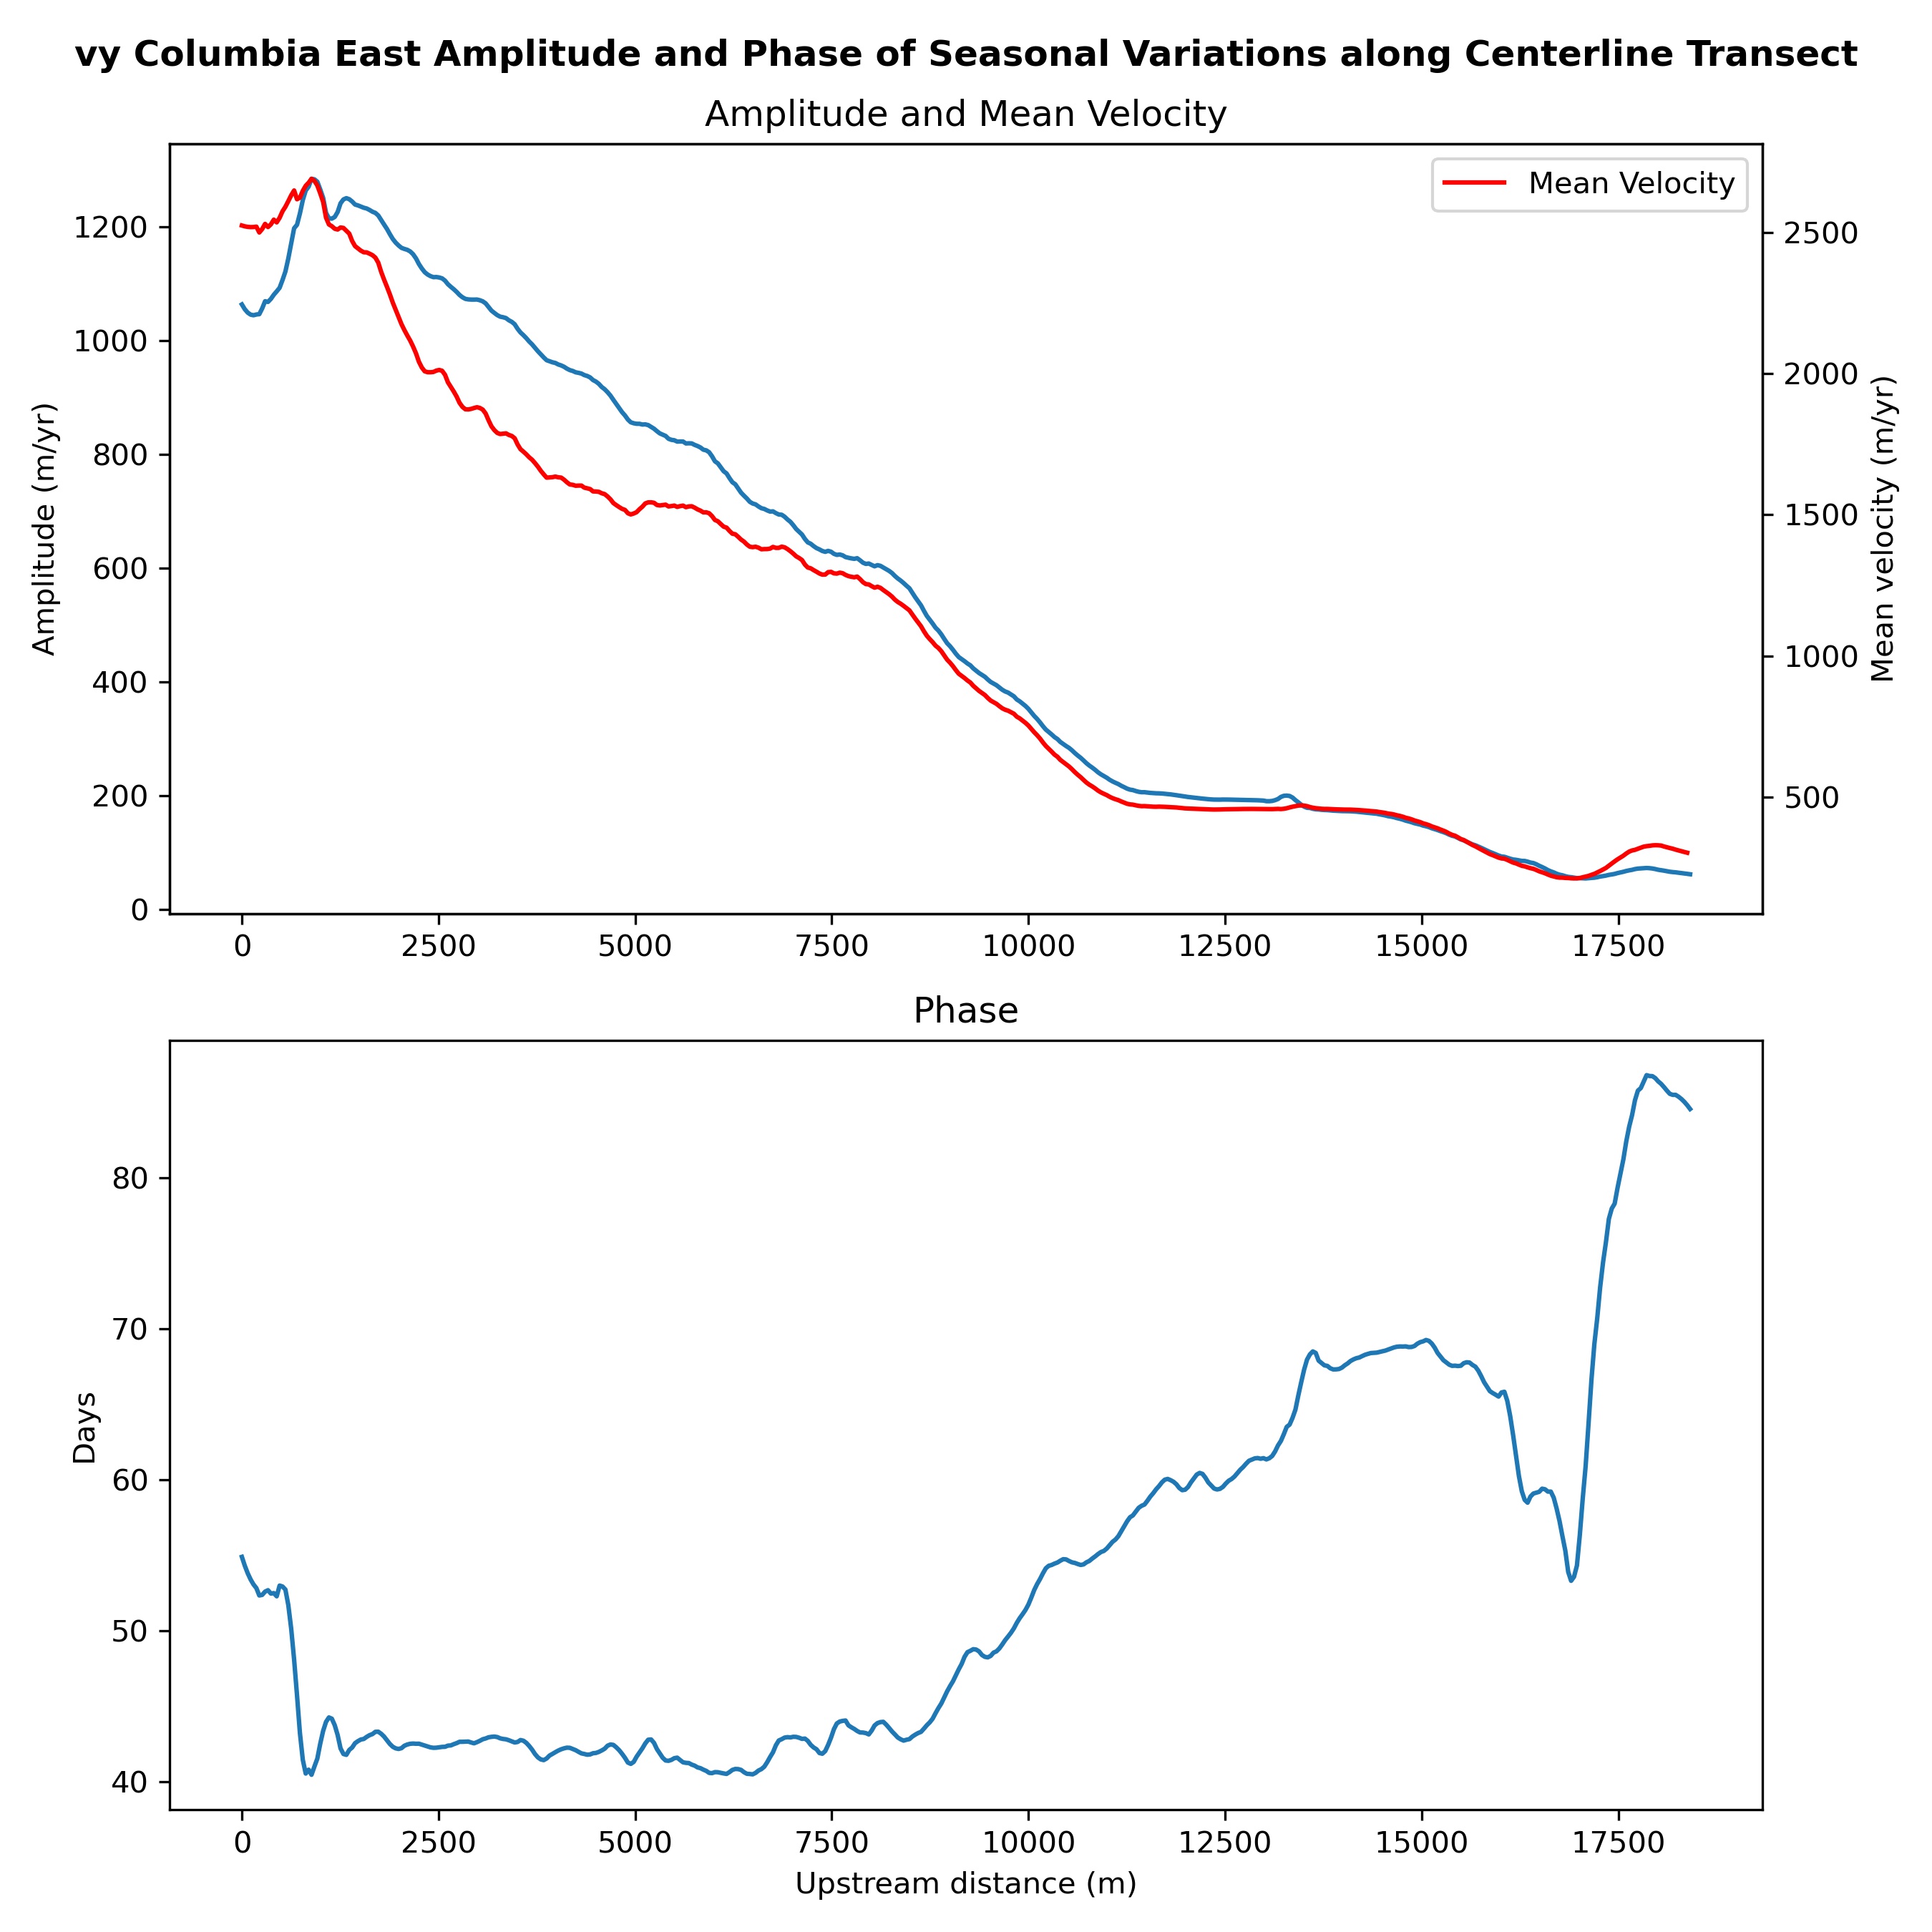 vy Columbia East Amplitude and Phase of Seasonal Variations along Centerline Transect
Amplitude and Mean Velocity
Mean Velocity
Amplitude (m/yr)
1200
1000
800
600
400
200
0
2500
2000
1500
1000
500
Mean velocity (m/yr)
0 2500 5000 7500 10000 12500 15000 17500
Phase
Days
80
70
60
50
40
0 2500 5000 7500 10000 12500 15000 17500
Upstream distance (m)